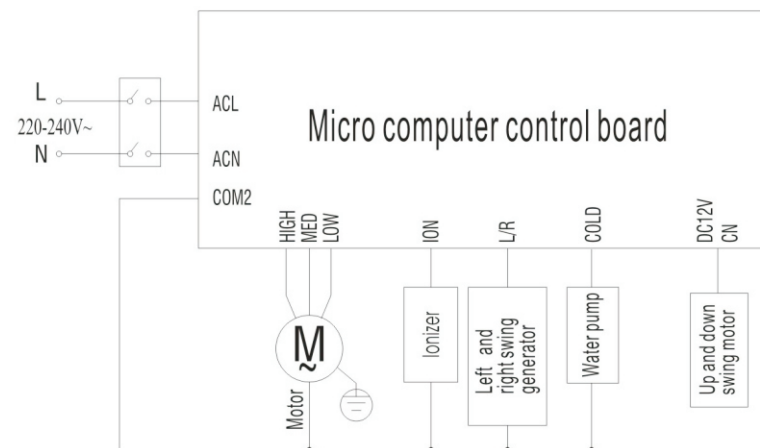 L
220-240V~
N
ACL
ACN
COM2
Micro computer control board
HIGH
MED
LOW
ION
L/R
COLD
DC12V
CN
M
~
Motor
Ionizer
Left and
right swing
generator
Water pump
Up and down
swing motor